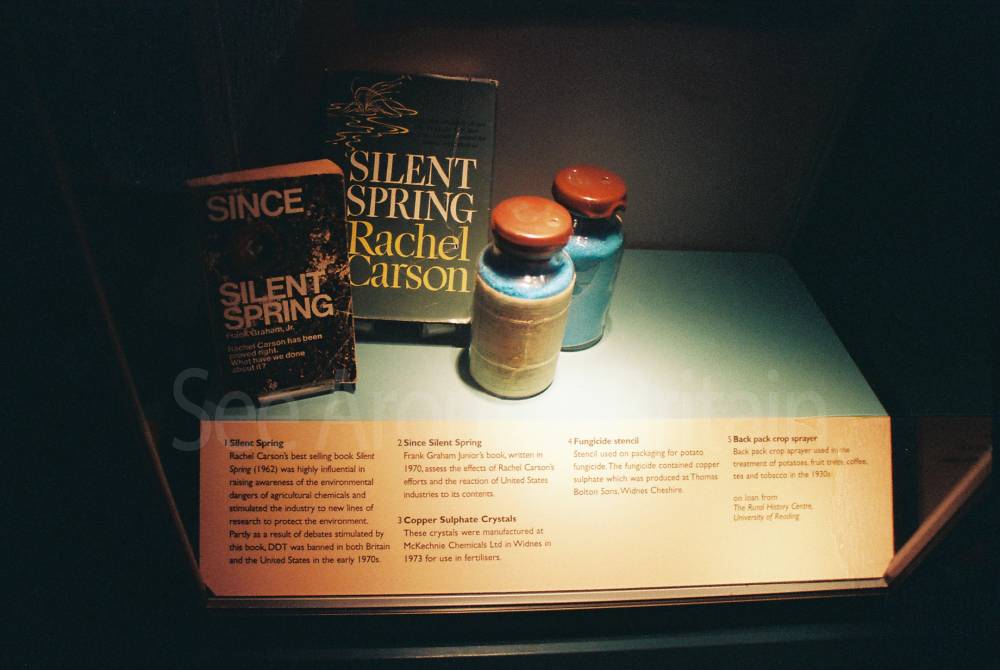 SILENT
SPRING
Rachel
Carson
SINCE
SILENT
SPRING
Frank Graham, Jr.
Rachel Carson has been
proved right.
What have we done
about it?
See Around Britain
1 Silent Spring
Rachel Carson's best selling book Silent
Spring (1962) was highly influential in
raising awareness of the environmental
dangers of agricultural chemicals and
stimulated the industry to new lines of
research to protect the environment.
Partly as a result of debates stimulated by
this book, DDT was banned in both Britain
and the United States in the early 1970s.
2 Since Silent Spring
Frank Graham Junior's book, written in
1970, assess the effects of Rachel Carson's
efforts and the reaction of United States
industries to its contents.
3 Copper Sulphate Crystals
These crystals were manufactured at
McKechnie Chemicals Ltd in Widnes in
1973 for use in fertilisers.
4 Fungicide stencil
Stencil used on packaging for potato
fungicide. The fungicide contained copper
sulphate which was produced at Thomas
Bolton Sons, Widnes Cheshire.
5 Back pack crop sprayer
Back pack crop sprayer used in the
treatment of potatoes, fruit trees, coffee,
tea and tobacco in the 1930s.
on loan from
The Rural History Centre,
University of Reading